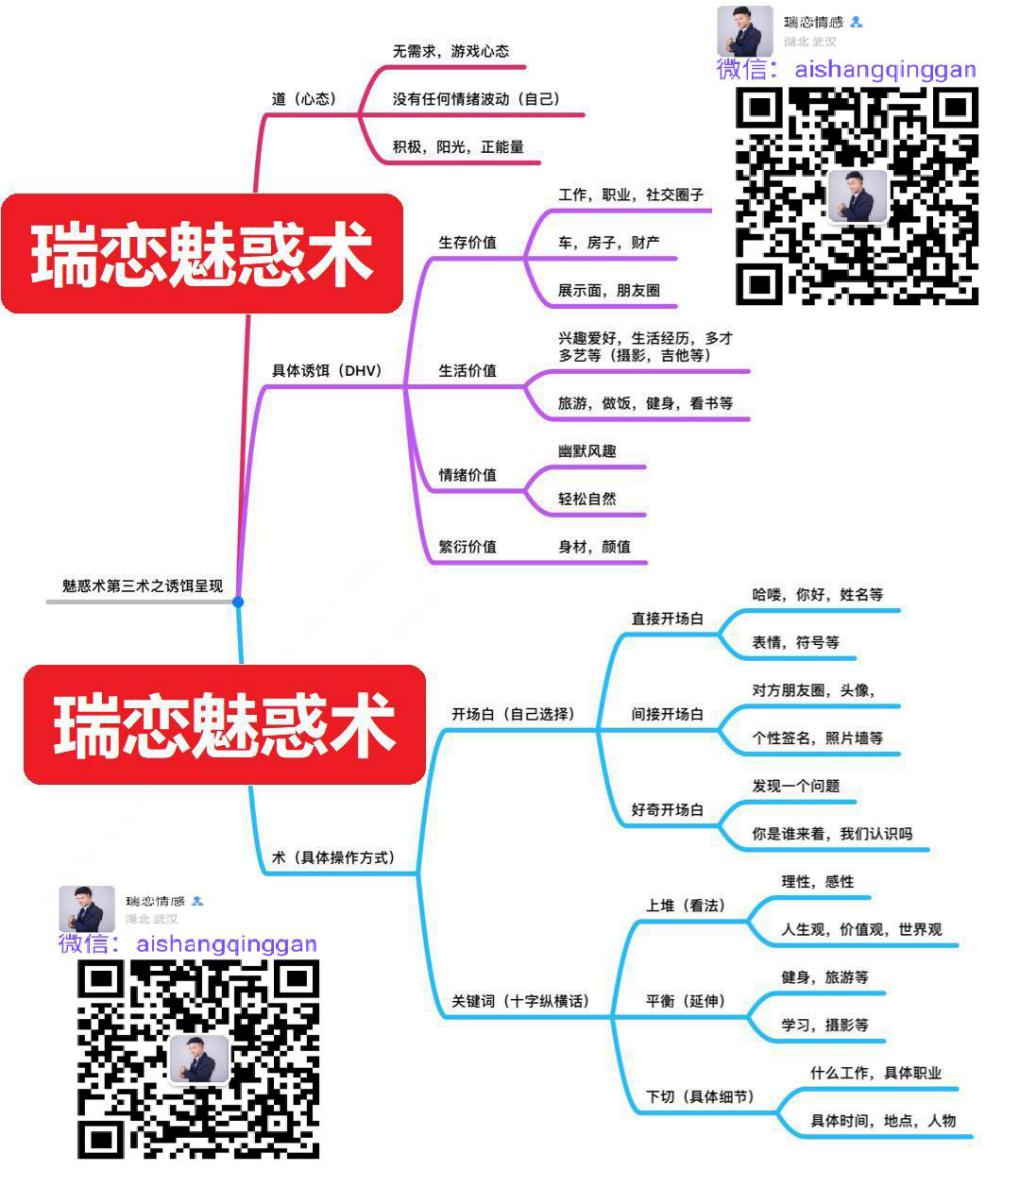 瑞恋情感
湖北 武汉
微信：aishangqinggan
无需求，游戏心态
道（心态）
没有任何情绪波动（自己）
积极，阳光，正能量
瑞恋魅惑术
工作，职业，社交圈子
生存价值
车，房子，财产
展示面，朋友圈
兴趣爱好，生活经历，多才
多艺等（摄影，吉他等）
具体诱饵（DHV）
生活价值
旅游，做饭，健身，看书等
幽默风趣
情绪价值
轻松自然
繁衍价值
身材，颜值
魅惑术第三术之诱饵呈现
哈喽，你好，姓名等
直接开场白
表情，符号等
瑞恋魅惑术
对方朋友圈，头像，
开场白（自己选择）
间接开场白
个性签名，照片墙等
发现一个问题
好奇开场白
你是谁来着，我们认识吗
术（具体操作方式）
理性，感性
上堆（看法）
人生观，价值观，世界观
健身，旅游等
关键词（十字纵横话）
平衡（延伸）
学习，摄影等
什么工作，具体职业
下切（具体细节）
具体时间，地点，人物
瑞恋情感
湖北 武汉
微信：aishangqinggan